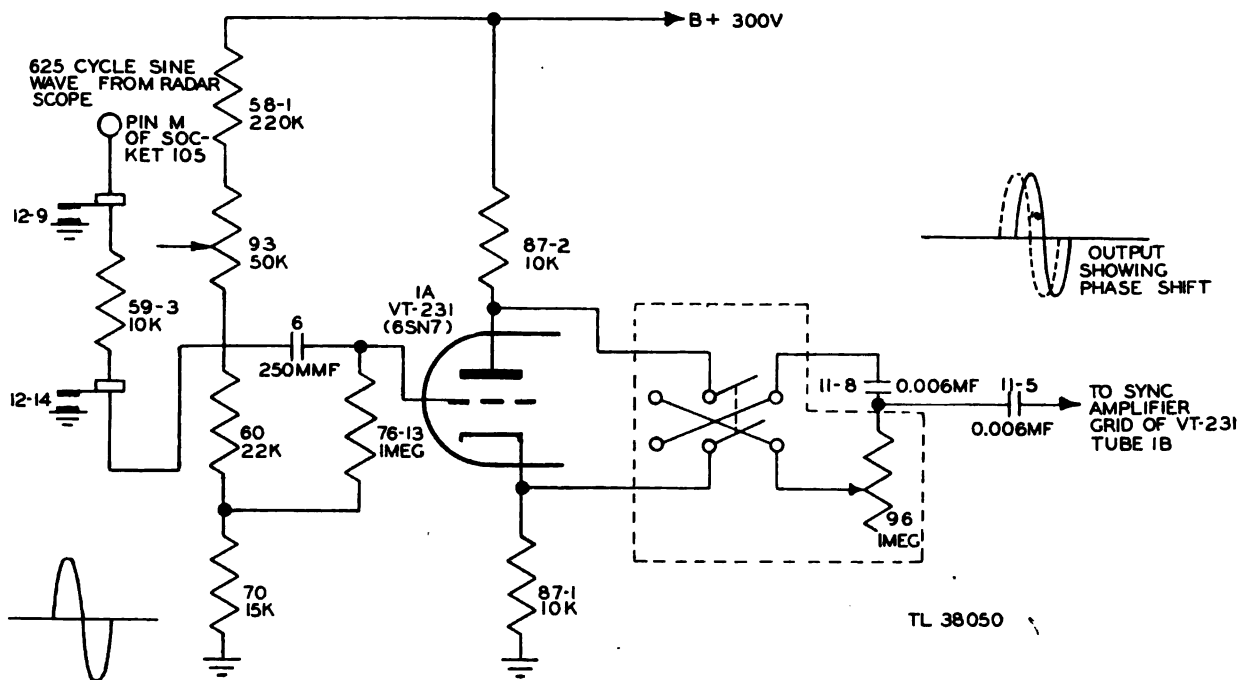 B+ 300V
625 CYCLE SINE
WAVE FROM RADAR
SCOPE
PIN M
OF SOC-
KET 105
58-1
220K
12-9
93
50K
59-3
10K
12-14
6
250MMF
60
22K
76-13
1MEG
70
15K
87-2
10K
1A
VT-231
(6SN7)
87-1
10K
11-8
0.006MF
11-5
0.006MF
96
1MEG
TO SYNC
AMPLIFIER
GRID OF VT-231
TUBE 1B
OUTPUT
SHOWING
PHASE SHIFT
TL 38050